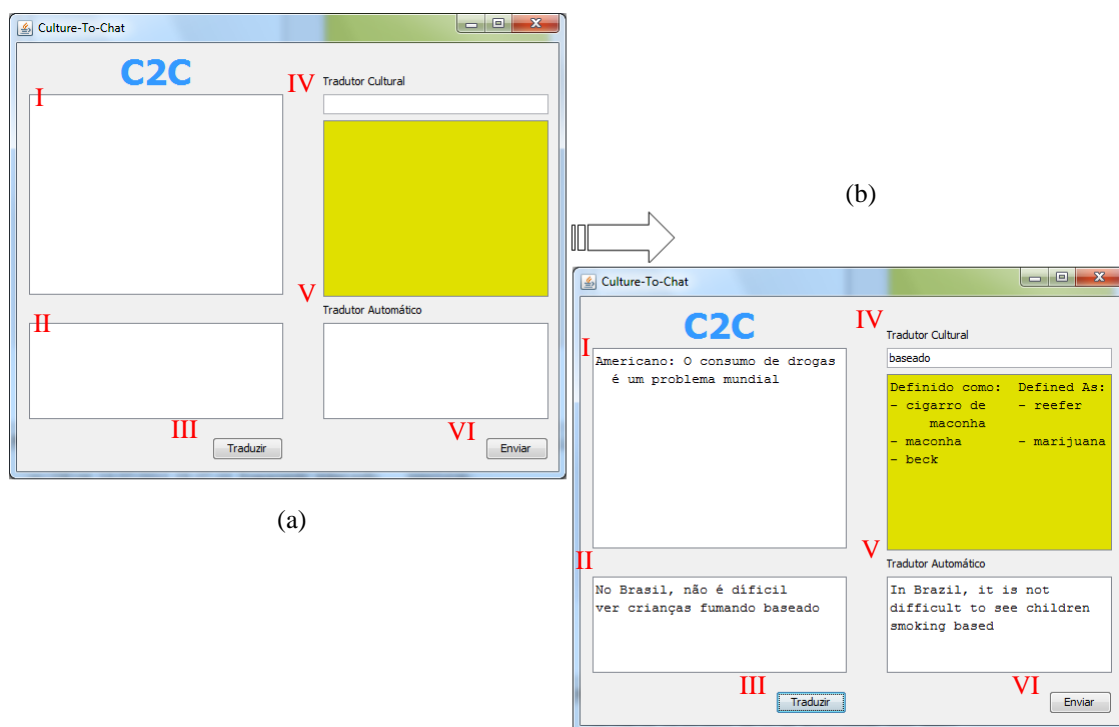 Culture-To-Chat
C2C
I
IV
Tradutor Cultural
V
Tradutor Automático
II
III
Traduzir
VI
Enviar
(a)
(b)
Culture-To-Chat
C2C
I
Americano: O consumo de drogas
é um problema mundial
IV
Tradutor Cultural
baseado
Definido como: Defined As:
- cigarro de - reefer
maconha
- maconha - marijuana
- beck
V
Tradutor Automático
II
No Brasil, não é díficil
ver crianças fumando baseado
In Brazil, it is not
difficult to see children
smoking based
III
Traduzir
VI
Enviar